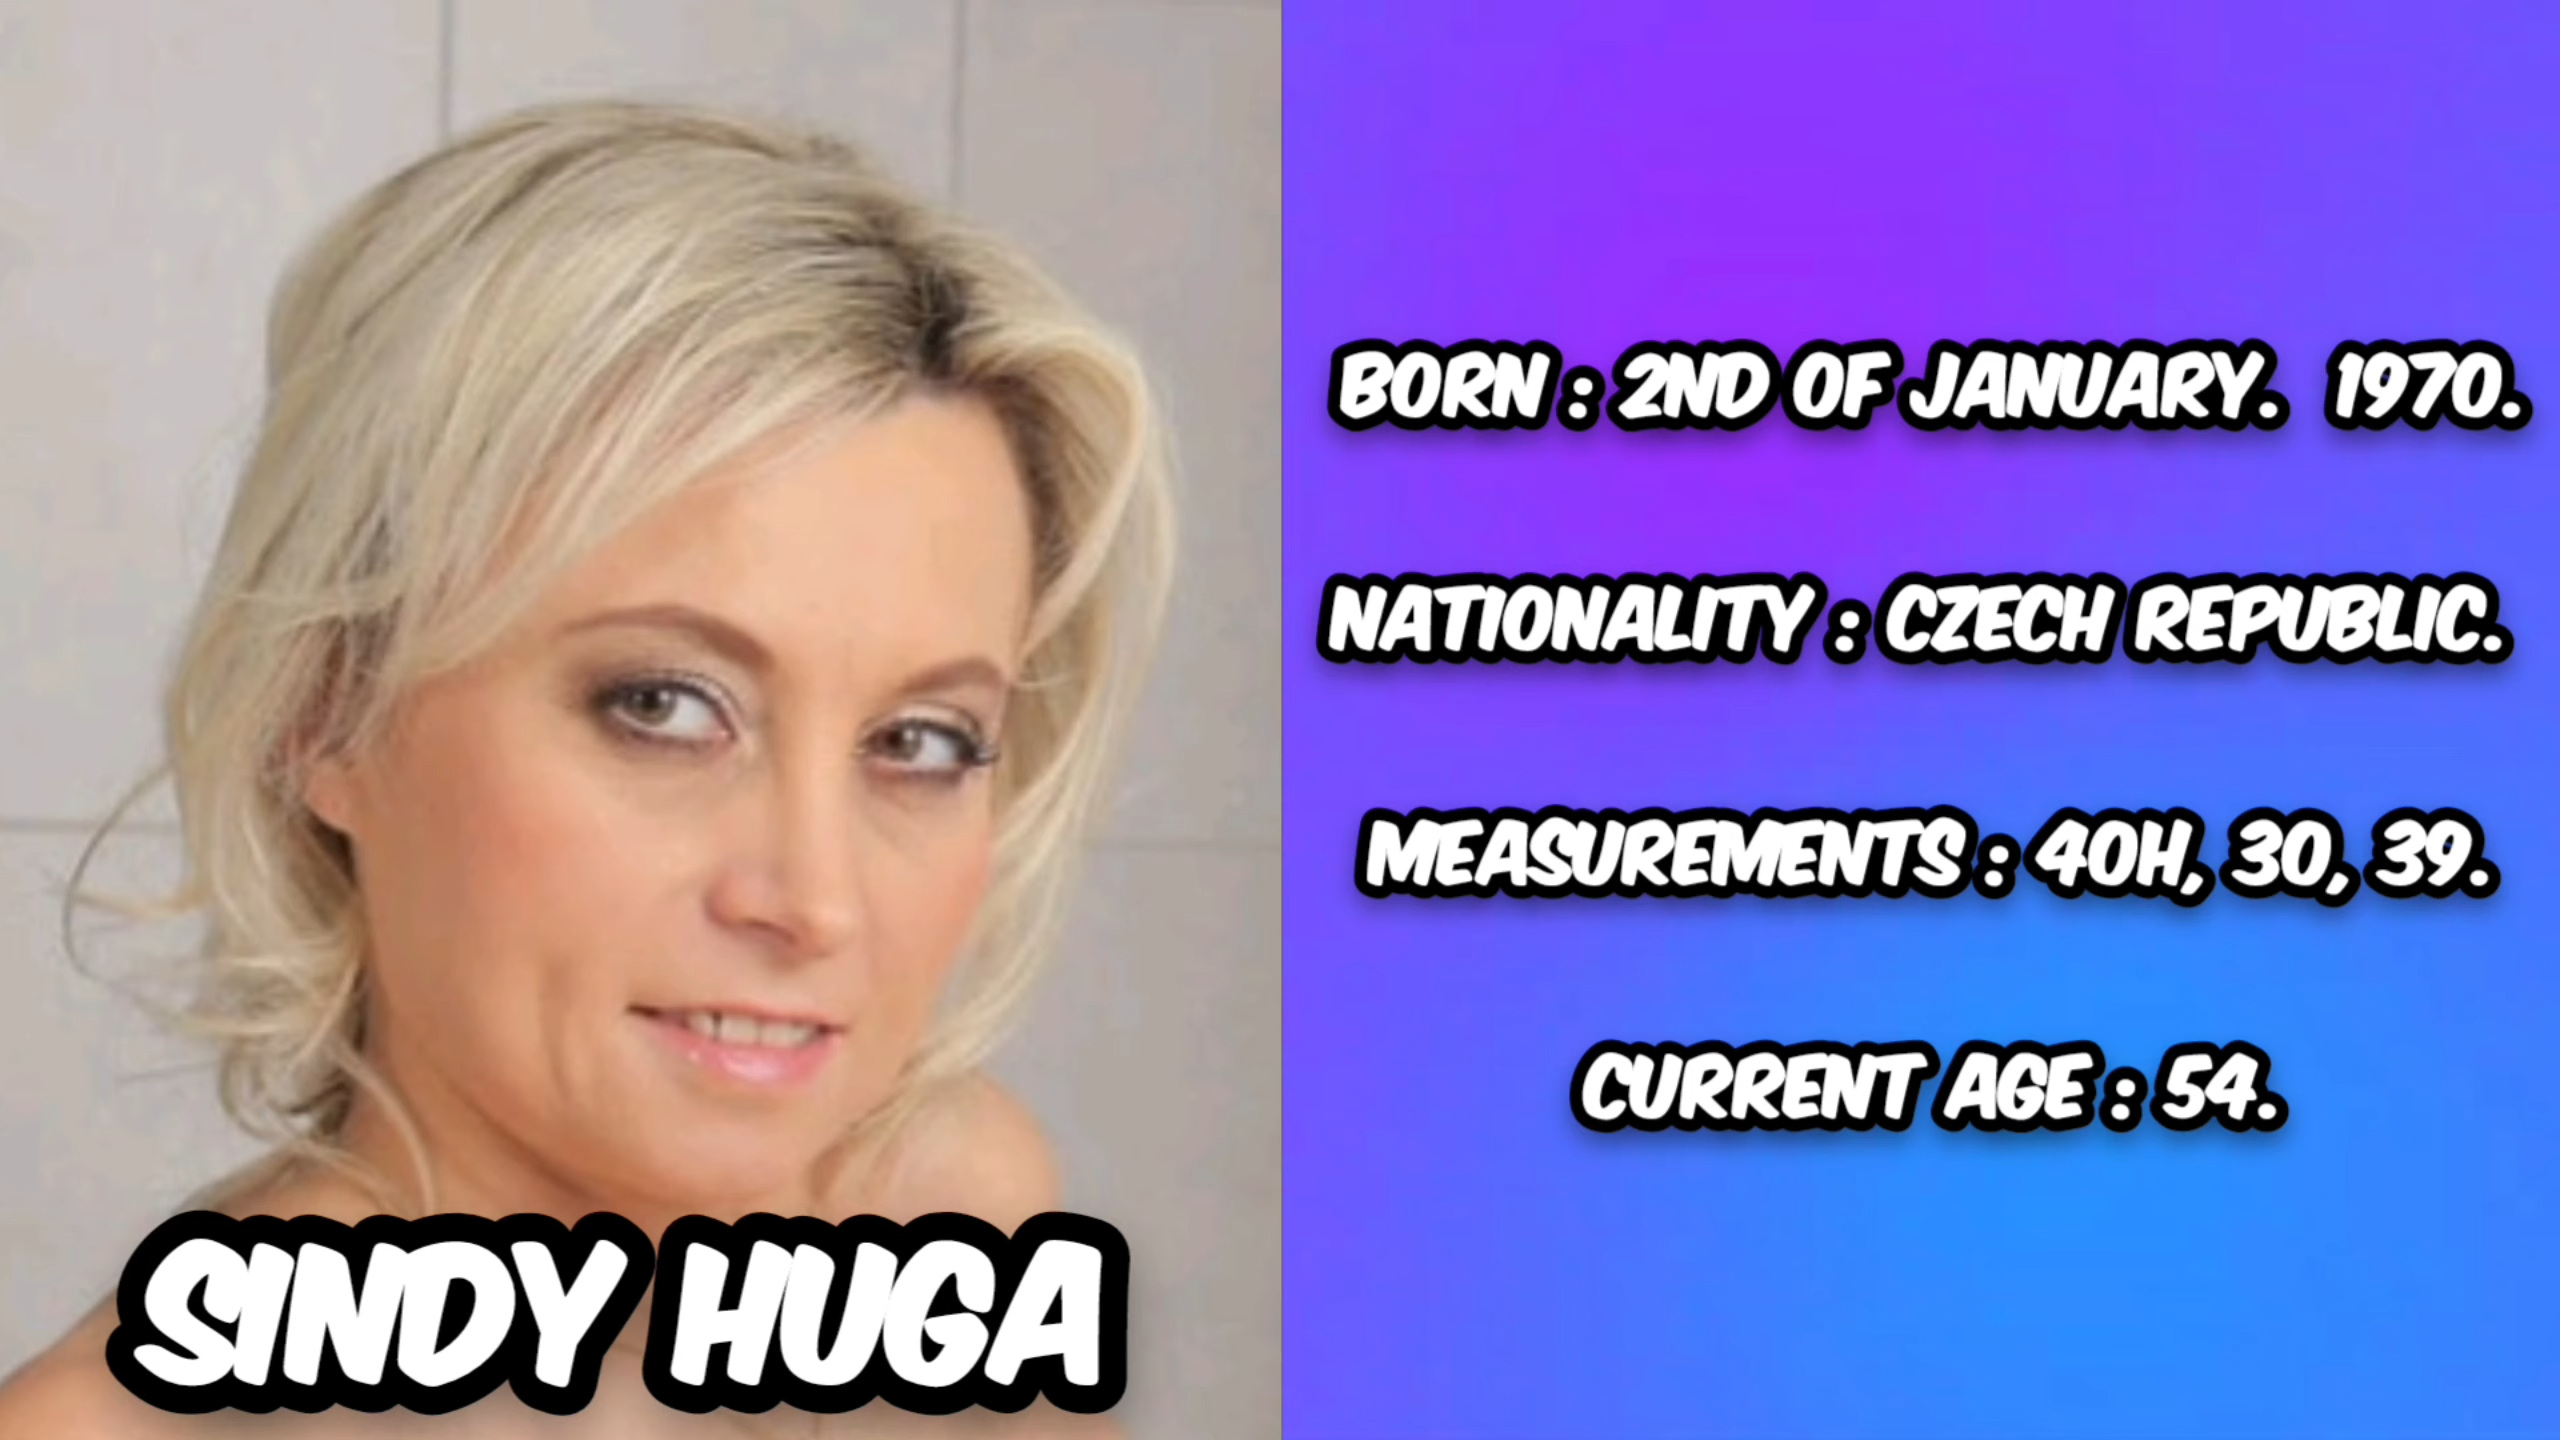 SINDY HUGA
BORN : 2ND OF JANUARY. 1970.
NATIONALITY : CZECH REPUBLIC.
MEASUREMENTS : 40H, 30, 39.
CURRENT AGE : 54.